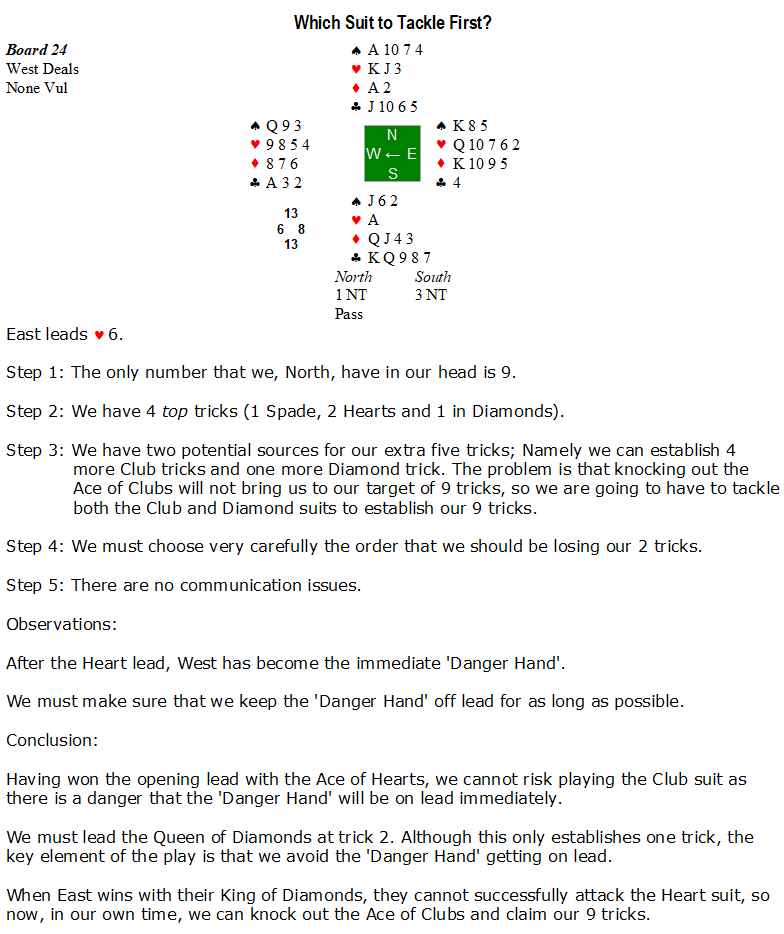 Which Suit to Tackle First?
Board 24
West Deals
None Vul
♠ A 10 7 4
♥ K J 3
♦ A 2
♣ J 10 6 5
♠ Q 9 3
♥ 9 8 5 4
♦ 8 7 6
♣ A 3 2
N
W ← E
S
♠ K 8 5
♥ Q 10 7 6 2
♦ K 10 9 5
♣ 4
♠ J 6 2
♥ A
♦ Q J 4 3
♣ K Q 9 8 7
13
6 8
13
North South
1 NT 3 NT
Pass
East leads ♥ 6.
Step 1: The only number that we, North, have in our head is 9.
Step 2: We have 4 top tricks (1 Spade, 2 Hearts and 1 in Diamonds).
Step 3: We have two potential sources for our extra five tricks; Namely we can establish 4
more Club tricks and one more Diamond trick. The problem is that knocking out the
Ace of Clubs will not bring us to our target of 9 tricks, so we are going to have to tackle
both the Club and Diamond suits to establish our 9 tricks.
Step 4: We must choose very carefully the order that we should be losing our 2 tricks.
Step 5: There are no communication issues.
Observations:
After the Heart lead, West has become the immediate 'Danger Hand'.
We must make sure that we keep the 'Danger Hand' off lead for as long as possible.
Conclusion:
Having won the opening lead with the Ace of Hearts, we cannot risk playing the Club suit as
there is a danger that the 'Danger Hand' will be on lead immediately.
We must lead the Queen of Diamonds at trick 2. Although this only establishes one trick, the
key element of the play is that we avoid the 'Danger Hand' getting on lead.
When East wins with their King of Diamonds, they cannot successfully attack the Heart suit, so
now, in our own time, we can knock out the Ace of Clubs and claim our 9 tricks.